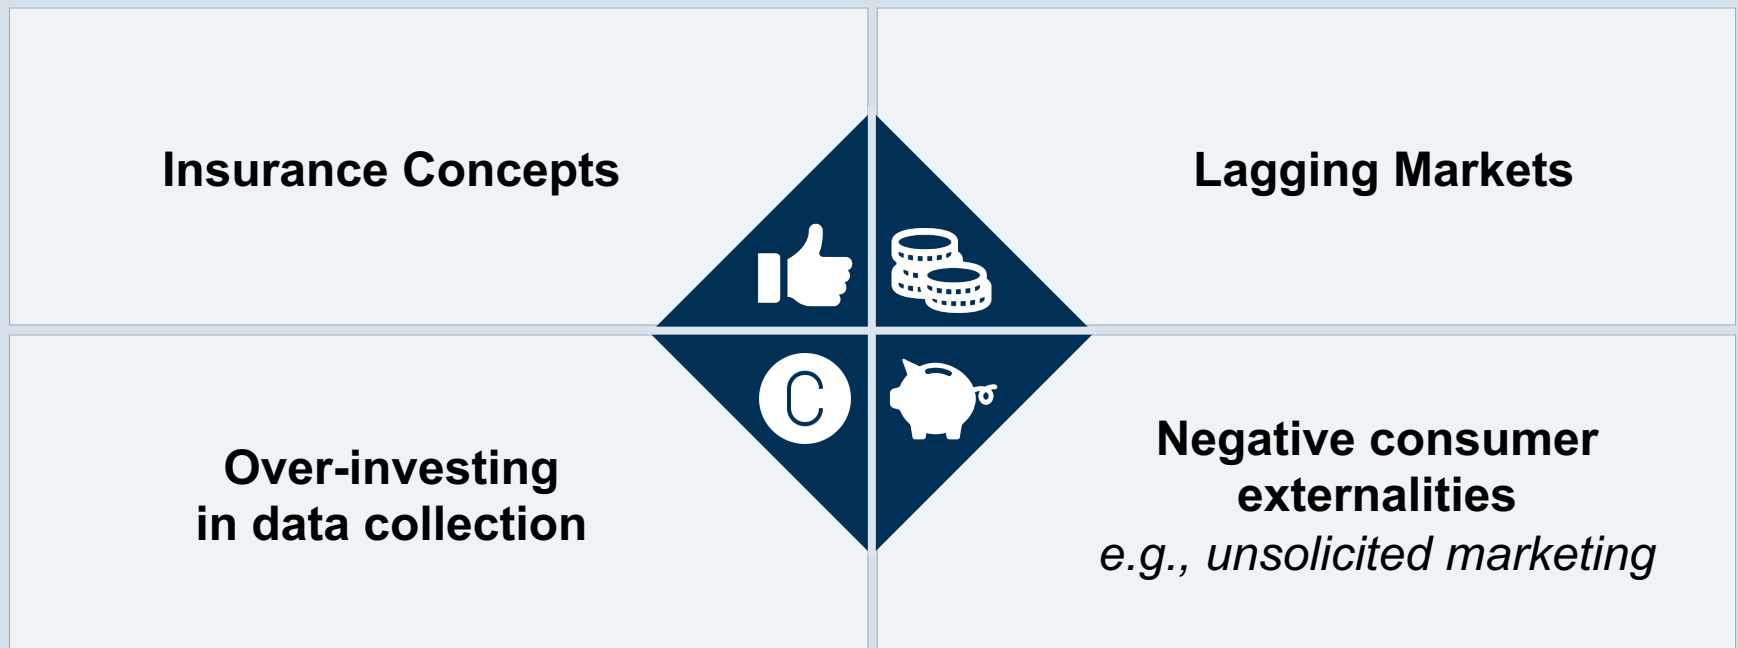 Insurance Concepts
Lagging Markets
C
Over-investing
in data collection
Negative consumer
externalities
e.g., unsolicited marketing